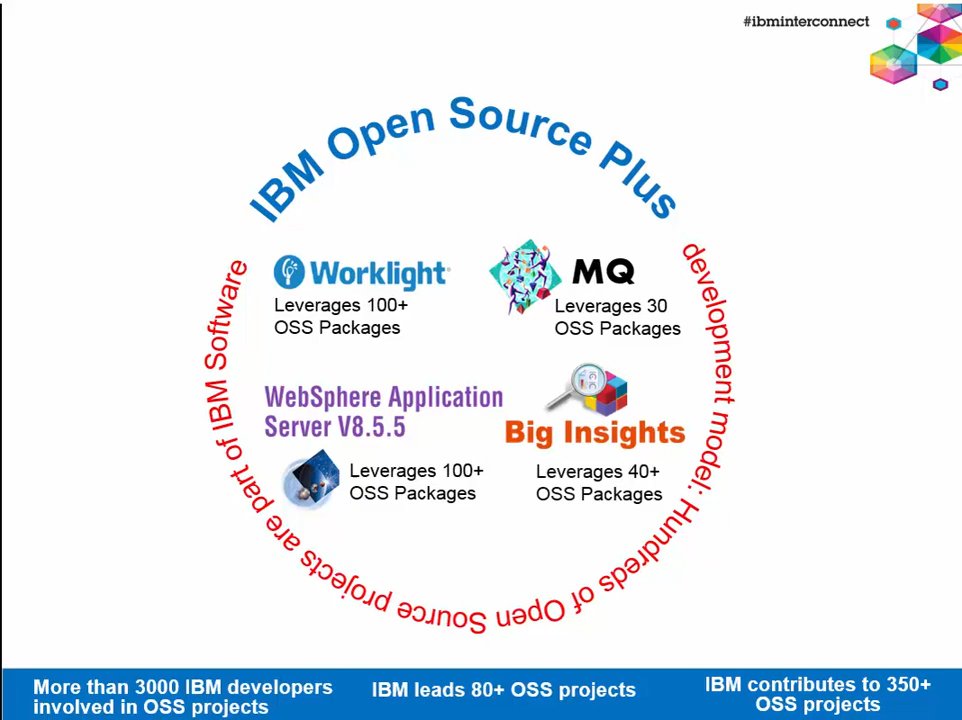 #ibminterconnect
IBM Open Source Plus
development model: Hundreds of Open Source projects are part of IBM Software
Worklight
Leverages 100+
OSS Packages
MQ
Leverages 30
OSS Packages
WebSphere Application
Server V8.5.5
Leverages 100+
OSS Packages
Big Insights
Leverages 40+
OSS Packages
More than 3000 IBM developers
involved in OSS projects
IBM leads 80+ OSS projects
IBM contributes to 350+
OSS projects